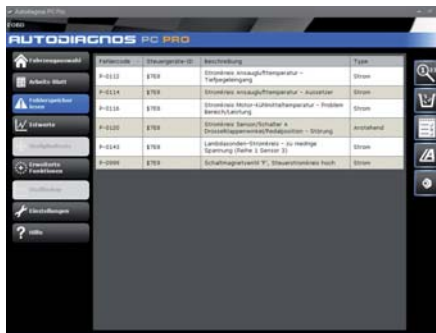 Autodiagnos PC Pro
FORD
AUTODIAGNOS PC PRO
Fahrzeugauswahl
Arbeits-Blatt
Fehlerspeicher
lesen
Istwerte
Erweiterte
Funktionen
Einstellungen
Hilfe
Fehlercode
Steuergeräte-ID
Beschreibung
Type
P-0112
$7E8
Stromkreis Ansauglufttemperatur -
Tiefpegeleingang
Strom
P-0114
$7E8
Stromkreis Ansauglufttemperatur - Aussetzer
Strom
P-0116
$7E8
Stromkreis Motor-Kühlmitteltemperatur - Problem
Bereich/Leistung
Strom
P-0120
$7E8
Stromkreis Sensor/Schalter A
Drosselklappenwinkel/Pedalposition - Störung
Anstehend
P-0143
$7E8
Lambdasonden-Stromkreis - zu niedrige
Spannung (Reihe 1 Sensor 3)
Strom
$7E8
Schaltmagnetventil 'F', Steuerstromkreis hoch
Strom